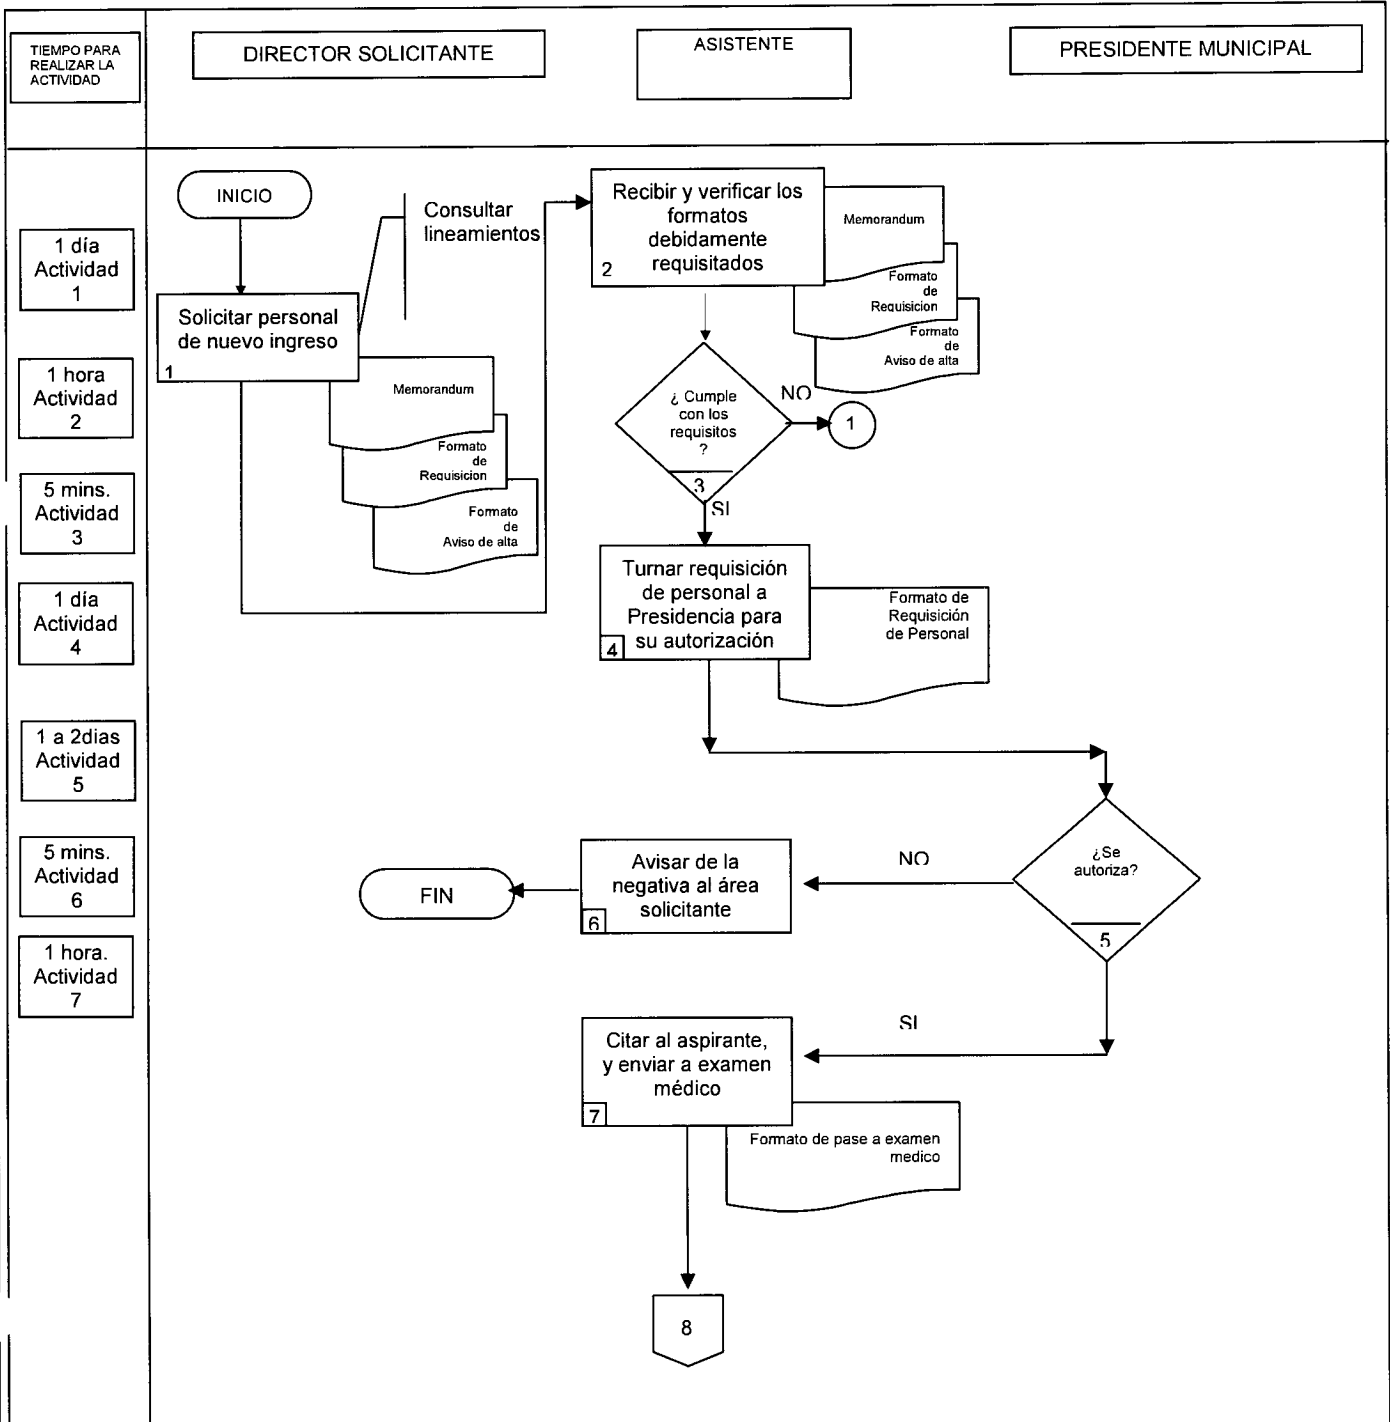 TIEMPO PARA
REALIZAR LA
ACTIVIDAD
DIRECTOR SOLICITANTE
ASISTENTE
PRESIDENTE MUNICIPAL
1 día
Actividad
1
1 hora
Actividad
2
5 mins.
Actividad
3
1 día
Actividad
4
1 a 2dias
Actividad
5
5 mins.
Actividad
6
1 hora.
Actividad
7
INICIO
Consultar
lineamientos
Solicitar personal
de nuevo ingreso
1
Memorandum
Formato
de
Requisicion
Formato
de
Aviso de alta
Recibir y verificar los
formatos
debidamente
requisitados
2
Memorandum
Formato
de
Requisicion
Formato
de
Aviso de alta
¿ Cumple
con los
requisitos
?
3
NO
1
SI
Turnar requisición
de personal a
Presidencia para
su autorización
4
Formato de
Requisición
de Personal
¿Se
autoriza?
5
NO
Avisar de la
negativa al área
solicitante
6
FIN
SI
Citar al aspirante,
y enviar a examen
médico
7
Formato de pase a examen
medico
8